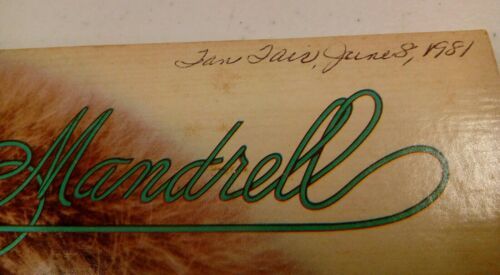 Fan Fair, June 8, 1981
Mandrell